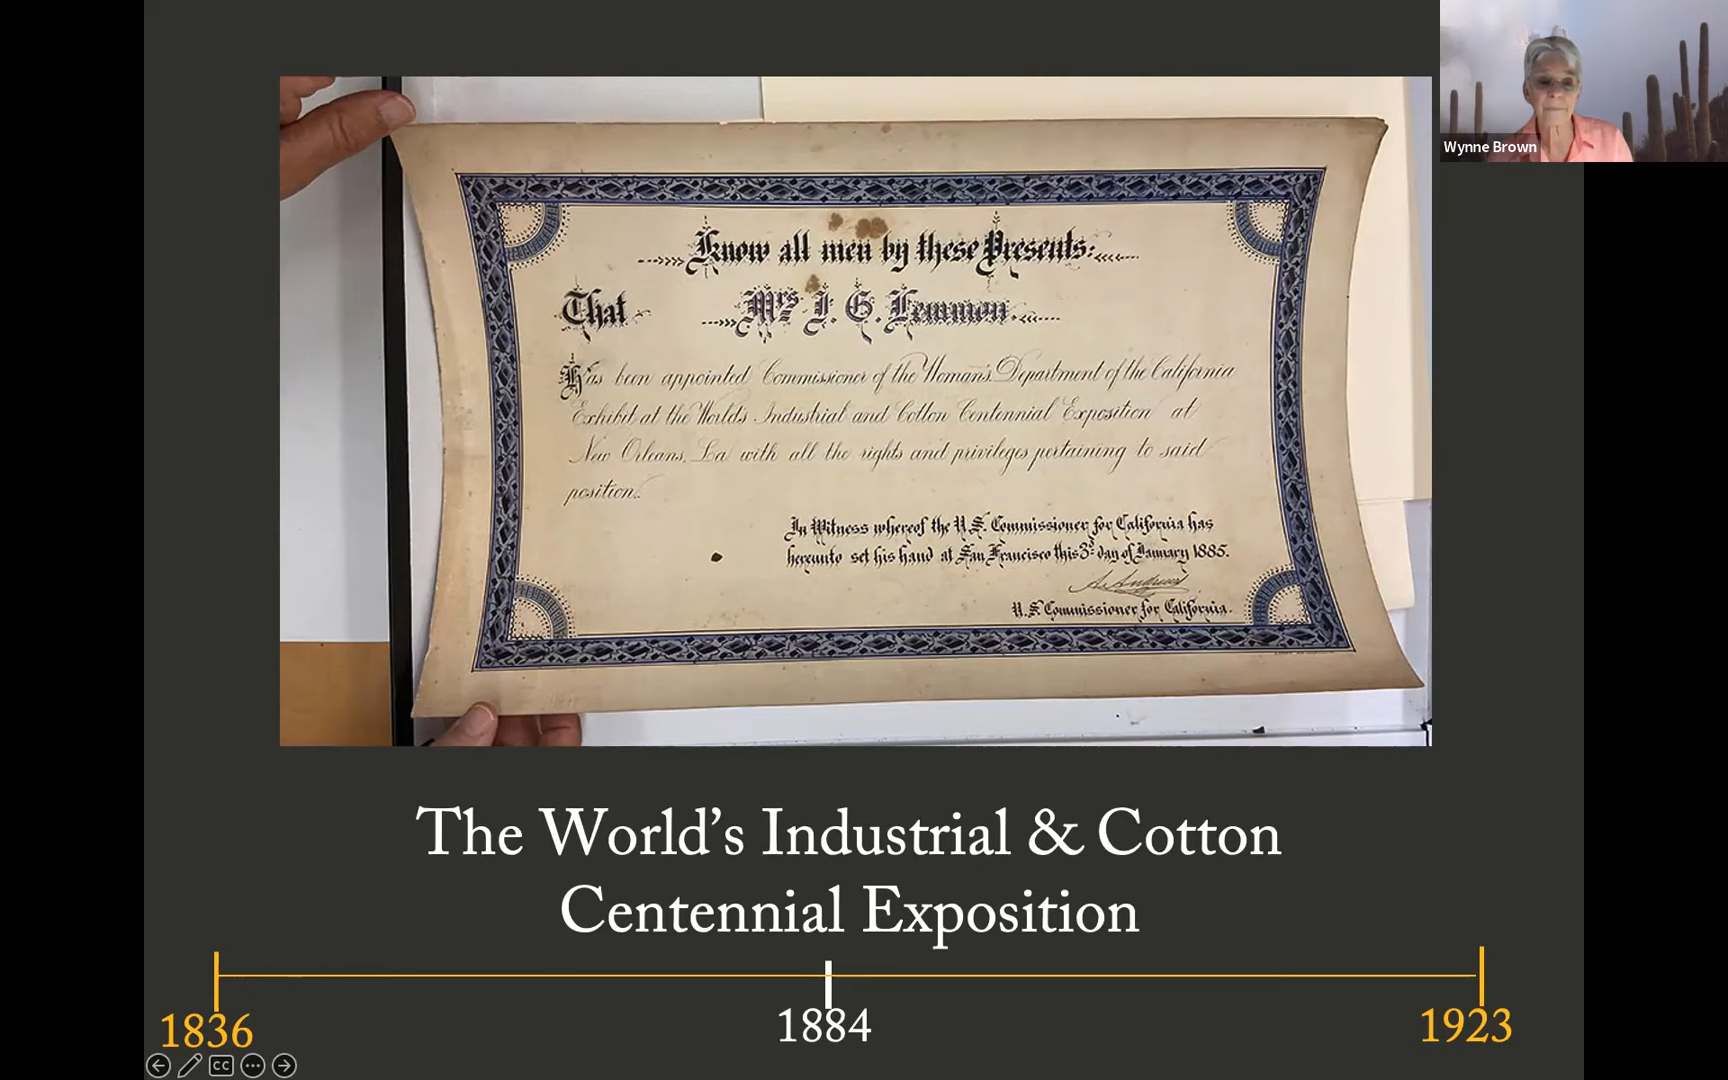 Wynne Brown
Know all men by these Presents:
That Mrs J. G. Lemmon.
Has been appointed Commissioner of the Woman's Department of the California
Exhibit at the World's Industrial and Cotton Centennial Exposition at
New Orleans, La with all the rights and privileges pertaining to said
position.
In Witness whereof the U.S. Commissioner for California has
hereunto set his hand at San Francisco this 3d day of January 1885.
A. Andrews
U.S. Commissioner for California.
The World's Industrial & Cotton
Centennial Exposition
1836 1884 1923
CC